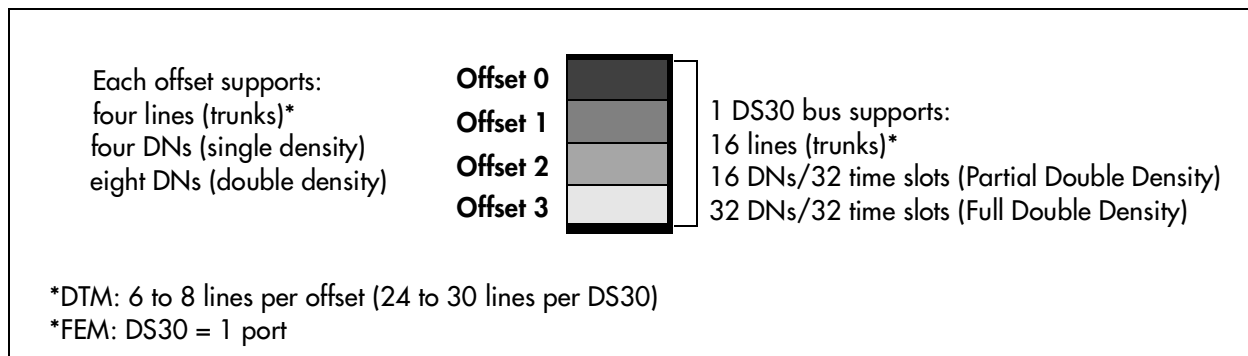 Each offset supports:
four lines (trunks)*
four DNs (single density)
eight DNs (double density)
Offset 0
Offset 1
Offset 2
Offset 3
1 DS30 bus supports:
16 lines (trunks)*
16 DNs/32 time slots (Partial Double Density)
32 DNs/32 time slots (Full Double Density)
*DTM: 6 to 8 lines per offset (24 to 30 lines per DS30)
*FEM: DS30 = 1 port